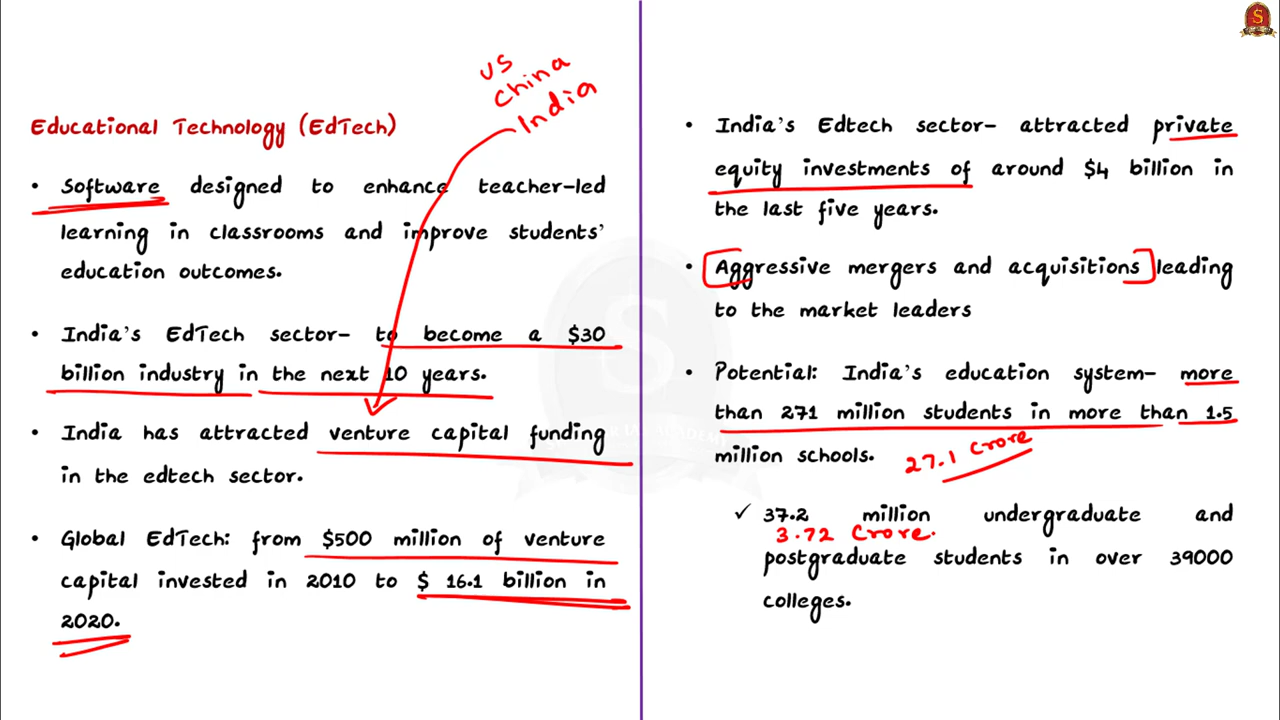 US
China
India
Educational Technology (EdTech)
• Software designed to enhance teacher-led
learning in classrooms and improve students'
education outcomes.
• India's EdTech sector- to become a $30
billion industry in the next 10 years.
• India has attracted venture capital funding
in the edtech sector.
• Global EdTech: from $500 million of venture
capital invested in 2010 to $ 16.1 billion in
2020.
• India's Edtech sector- attracted private
equity investments of around $4 billion in
the last five years.
• Aggressive mergers and acquisitions leading
to the market leaders
• Potential: India's education system- more
than 271 million students in more than 1.5
million schools.
27.1 Crore
✓ 37.2 million undergraduate and
3.72 Crore.
postgraduate students in over 39000
colleges.
S